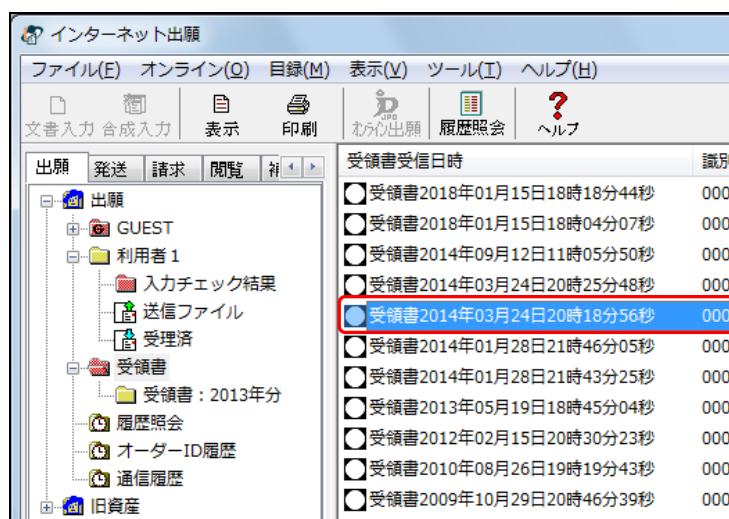 インターネット出願
ファイル(F) オンライン(O) 目録(M) 表示(V) ツール(T) ヘルプ(H)
文書入力 合成入力 表示 印刷 オンライン出願 履歴照会 ヘルプ
出願 発送 請求 閲覧
受領書受信日時
出願
GUEST
利用者1
入力チェック結果
送信ファイル
受理済
受領書
受領書：2013年分
履歴照会
オーダーID履歴
通信履歴
旧資産
受領書2018年01月15日18時18分44秒 000
受領書2018年01月15日18時04分07秒 000
受領書2014年09月12日11時05分50秒 000
受領書2014年03月24日20時25分48秒 000
受領書2014年03月24日20時18分56秒 000
受領書2014年01月28日21時46分05秒 000
受領書2014年01月28日21時43分25秒 000
受領書2013年05月19日18時45分04秒 000
受領書2012年02月15日20時30分23秒 000
受領書2010年08月26日19時19分43秒 000
受領書2009年10月29日20時46分39秒 000